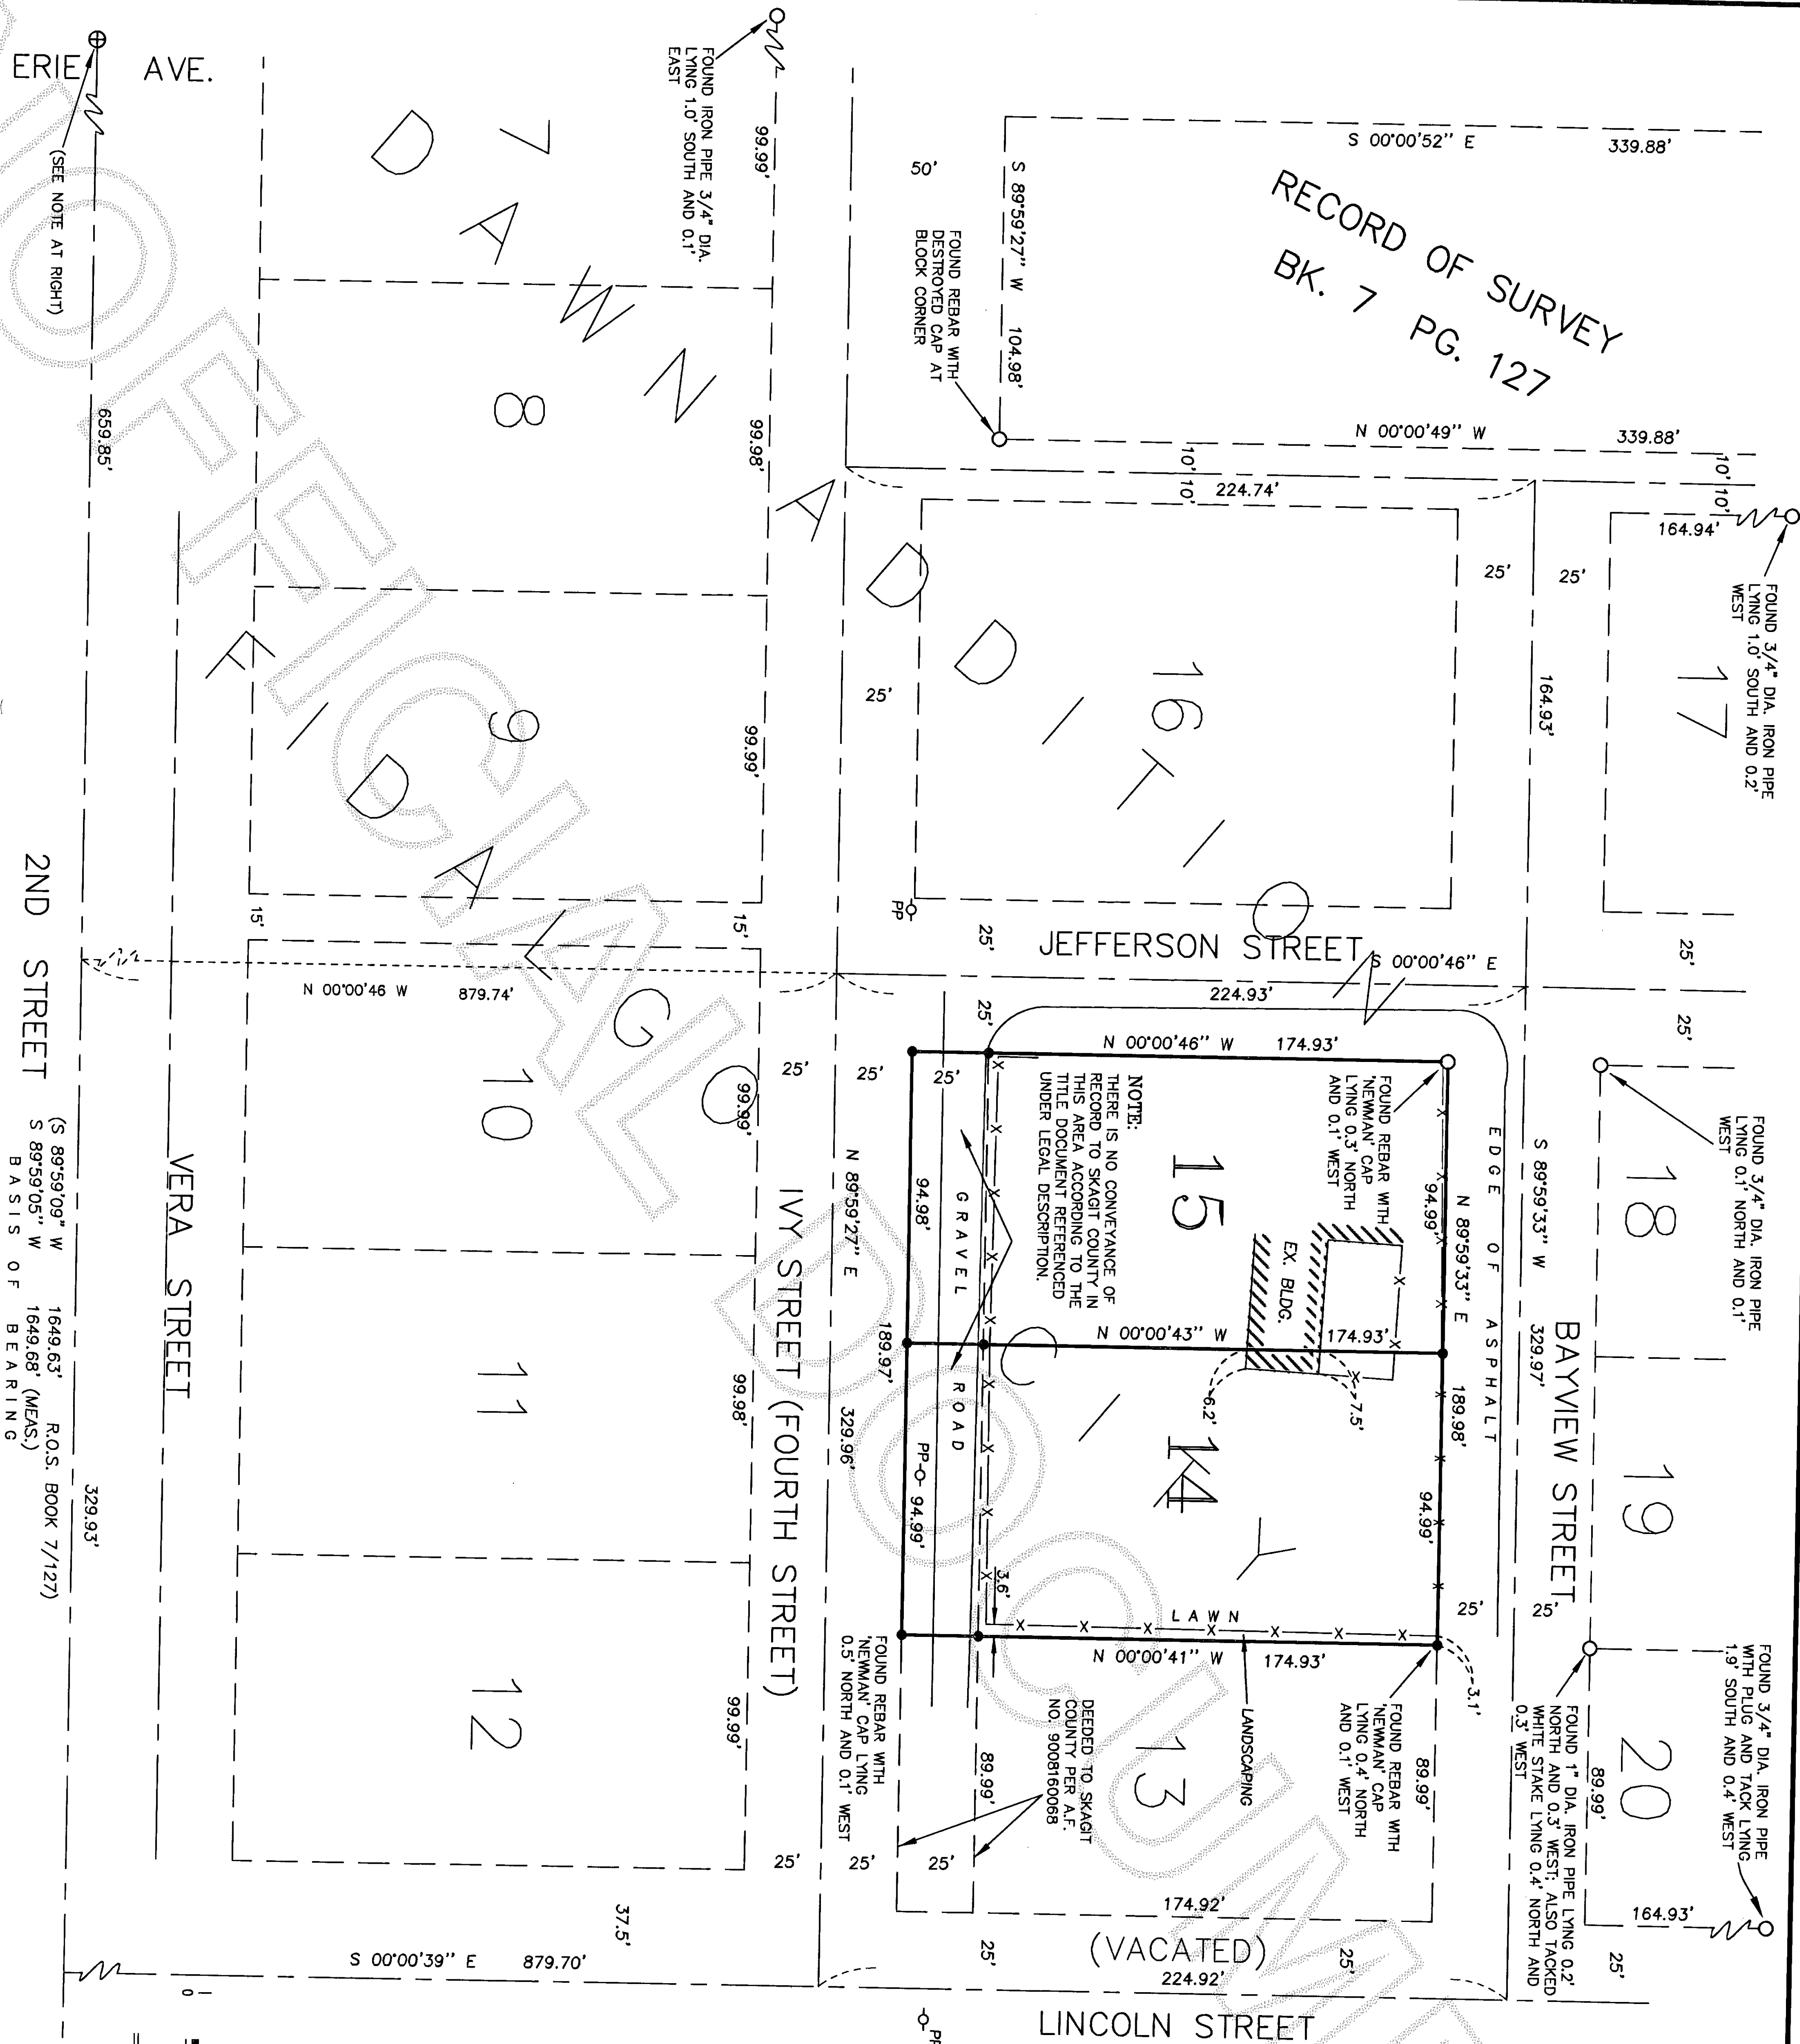 ERIE AVE.
(SEE NOTE AT RIGHT)
FOUND IRON PIPE 3/4" DIA.
LYING 1.0' SOUTH AND 0.1'
EAST
99.99'
7
50'
S 89°59'27" W 104.98'
FOUND REBAR WITH
DESTROYED CAP AT
BLOCK CORNER
S 00°00'52" E 339.88'
RECORD OF SURVEY
BK. 7 PG. 127
N 00°00'49" W 339.88'
10'
10'
10'
10'
224.74'
164.94'
FOUND 3/4" DIA. IRON PIPE
LYING 1.0' SOUTH AND 0.2'
WEST
17
25'
25'
164.93'
16
25'
659.85'
8
99.98'
9
99.99'
FIDALGO CITY
DAWN ADDITIO
15'
15'
PP
25'
JEFFERSON STREET
S 00°00'46" E
224.93'
25'
25'
N 00°00'46 W 879.74'
2ND STREET
(S 89°59'09" W 1649.63' R.O.S. BOOK 7/127)
S 89°59'05" W 1649.68' (MEAS.)
BASIS OF BEARING
329.93'
VERA STREET
10
99.99'
11
99.98'
12
99.99'
IVY STREET (FOURTH STREET)
25'
25'
25'
25'
N 89°59'27" E 329.96'
N 00°00'46" W 174.93'
NOTE:
THERE IS NO CONVEYANCE OF
RECORD TO SKAGIT COUNTY IN
THIS AREA ACCORDING TO THE
TITLE DOCUMENT REFERENCED
UNDER LEGAL DESCRIPTION.
FOUND REBAR WITH
'NEWMAN' CAP
LYING 0.3' NORTH
AND 0.1' WEST
15
EX. BLDG.
94.99'
N 89°59'33" E 189.98'
94.98'
189.97'
GRAVEL ROAD
PP
94.99'
N 00°00'43" W 174.93'
6.2'
7.5'
14
94.99'
3.6'
LAWN
N 00°00'41" W 174.93'
3.1'
LANDSCAPING
EDGE OF ASPHALT
S 89°59'33" W 329.97'
BAYVIEW STREET
25'
25'
FOUND 3/4" DIA. IRON PIPE
LYING 0.1' NORTH AND 0.1'
WEST
18
19
20
89.99'
FOUND 3/4" DIA. IRON PIPE
WITH PLUG AND TACK LYING
1.9' SOUTH AND 0.4' WEST
FOUND 1" DIA. IRON PIPE LYING 0.2'
NORTH AND 0.3' WEST; ALSO TACKED
WHITE STAKE LYING 0.4' NORTH AND
0.3' WEST
164.93'
25'
FOUND REBAR WITH
'NEWMAN' CAP
LYING 0.4' NORTH
AND 0.1' WEST
89.99'
13
DEEDED TO SKAGIT
COUNTY PER A.F.
NO. 9008160068
89.99'
FOUND REBAR WITH
'NEWMAN' CAP LYING
0.5' NORTH AND 0.1' WEST
25'
25'
25'
174.92'
(VACATED)
224.92'
25'
25'
37.5'
S 00°00'39" E 879.70'
LINCOLN STREET
PP
0
UNOFFICIAL DOCUMENT